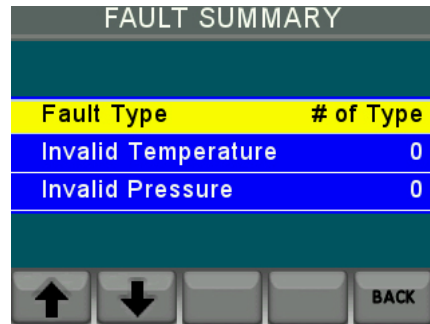 FAULT SUMMARY
Fault Type # of Type
Invalid Temperature 0
Invalid Pressure 0
BACK